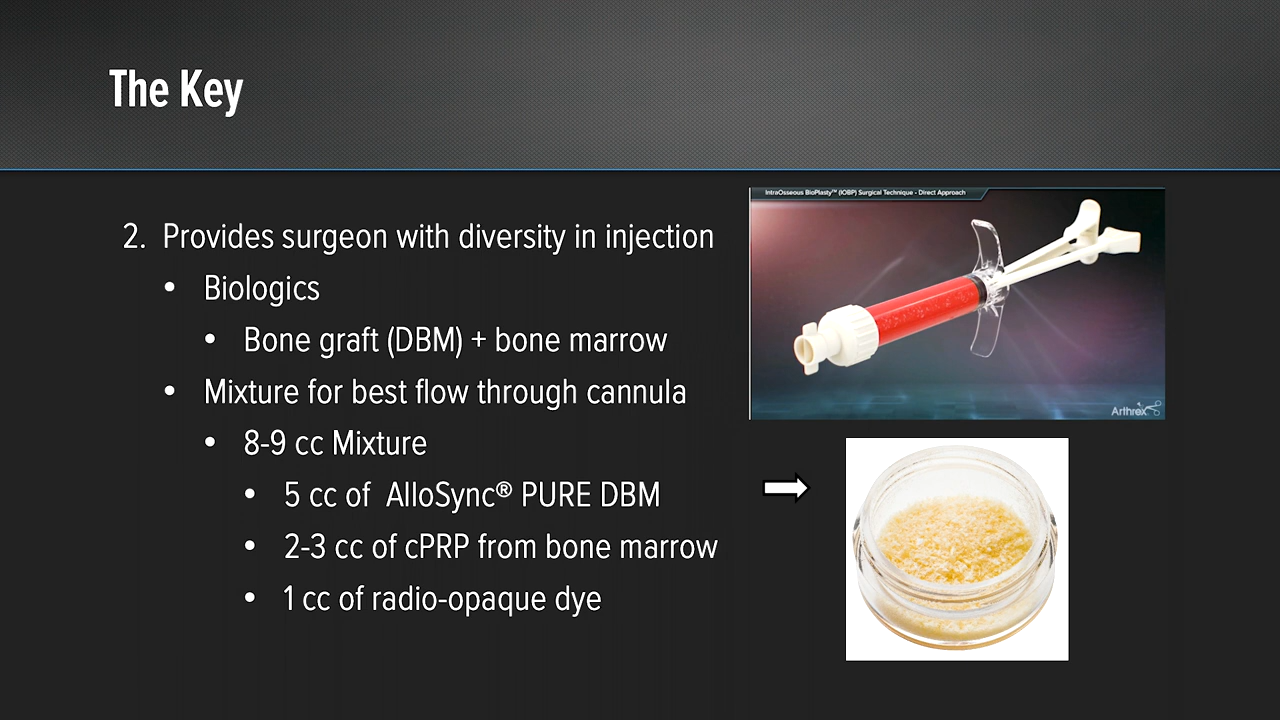 The Key
2. Provides surgeon with diversity in injection
• Biologics
• Bone graft (DBM) + bone marrow
• Mixture for best flow through cannula
• 8-9 cc Mixture
• 5 cc of AlloSync® PURE DBM
• 2-3 cc of cPRP from bone marrow
• 1 cc of radio-opaque dye
IntraOsseous BioPlasty™ (IOBP) Surgical Technique - Direct Approach
Arthrex